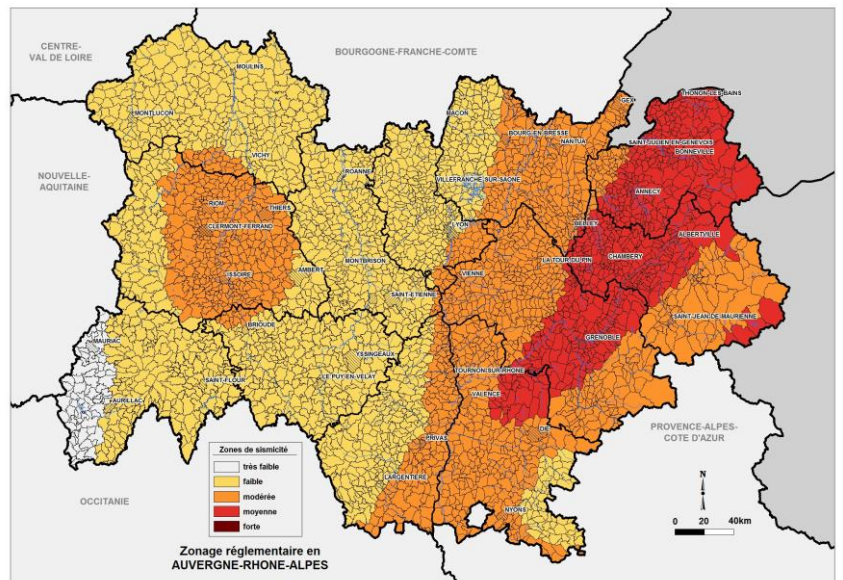 CENTRE-
VAL DE LOIRE
BOURGOGNE-FRANCHE-COMTE
MOULINS
MONTLUCON
MACON
GEX
THONON-LES-BAINS
BOURG-EN-BRESSE
NANTUA
SAINT-JULIEN-EN-GENEVOIS
BONNEVILLE
VICHY
ROANNE
NOUVELLE-
AQUITAINE
VILLEFRANCHE-SUR-SAONE
ANNECY
RIOM
THIERS
CLERMONT-FERRAND
LYON
BELLEY
ALBERTVILLE
LA TOUR-DU-PIN
CHAMBERY
MONTBRISON
AMBERT
ISSOIRE
VIENNE
SAINT-ETIENNE
SAINT-JEAN-DE-MAURIENNE
BRIOUDE
GRENOBLE
MAURIAC
YSSINGEAUX
TOURNON-SUR-RHONE
SAINT-FLOUR
LE PUY-EN-VELAY
VALENCE
AURILLAC
PRIVAS
DIE
PROVENCE-ALPES-
COTE D'AZUR
LARGENTIERE
NYONS
OCCITANIE
Zones de sismicité
très faible
faible
modérée
moyenne
forte
N
0 20 40km
Zonage réglementaire en
AUVERGNE-RHONE-ALPES